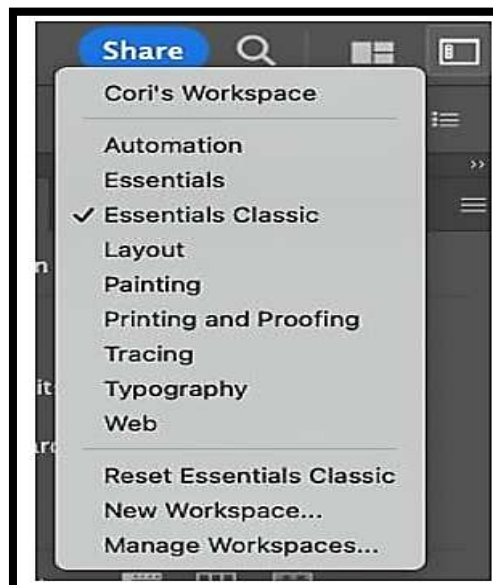 Share
Cori's Workspace
Automation
Essentials
✓ Essentials Classic
Layout
Painting
Printing and Proofing
Tracing
Typography
Web
Reset Essentials Classic
New Workspace...
Manage Workspaces...